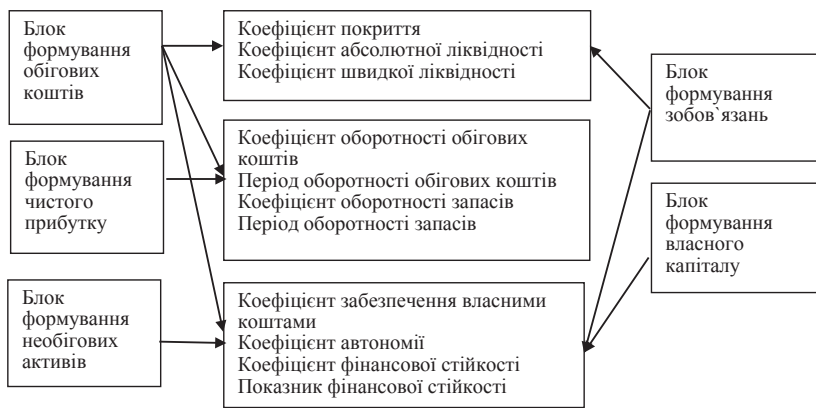 Блок
формування
обігових
коштів
Блок
формування
чистого
прибутку
Блок
формування
необігових
активів
Коефіцієнт покриття
Коефіцієнт абсолютної ліквідності
Коефіцієнт швидкої ліквідності
Коефіцієнт оборотності обігових
коштів
Період оборотності обігових коштів
Коефіцієнт оборотності запасів
Період оборотності запасів
Коефіцієнт забезпечення власними
коштами
Коефіцієнт автономії
Коефіцієнт фінансової стійкості
Показник фінансової стійкості
Блок
формування
зобов`язань
Блок
формування
власного
капіталу